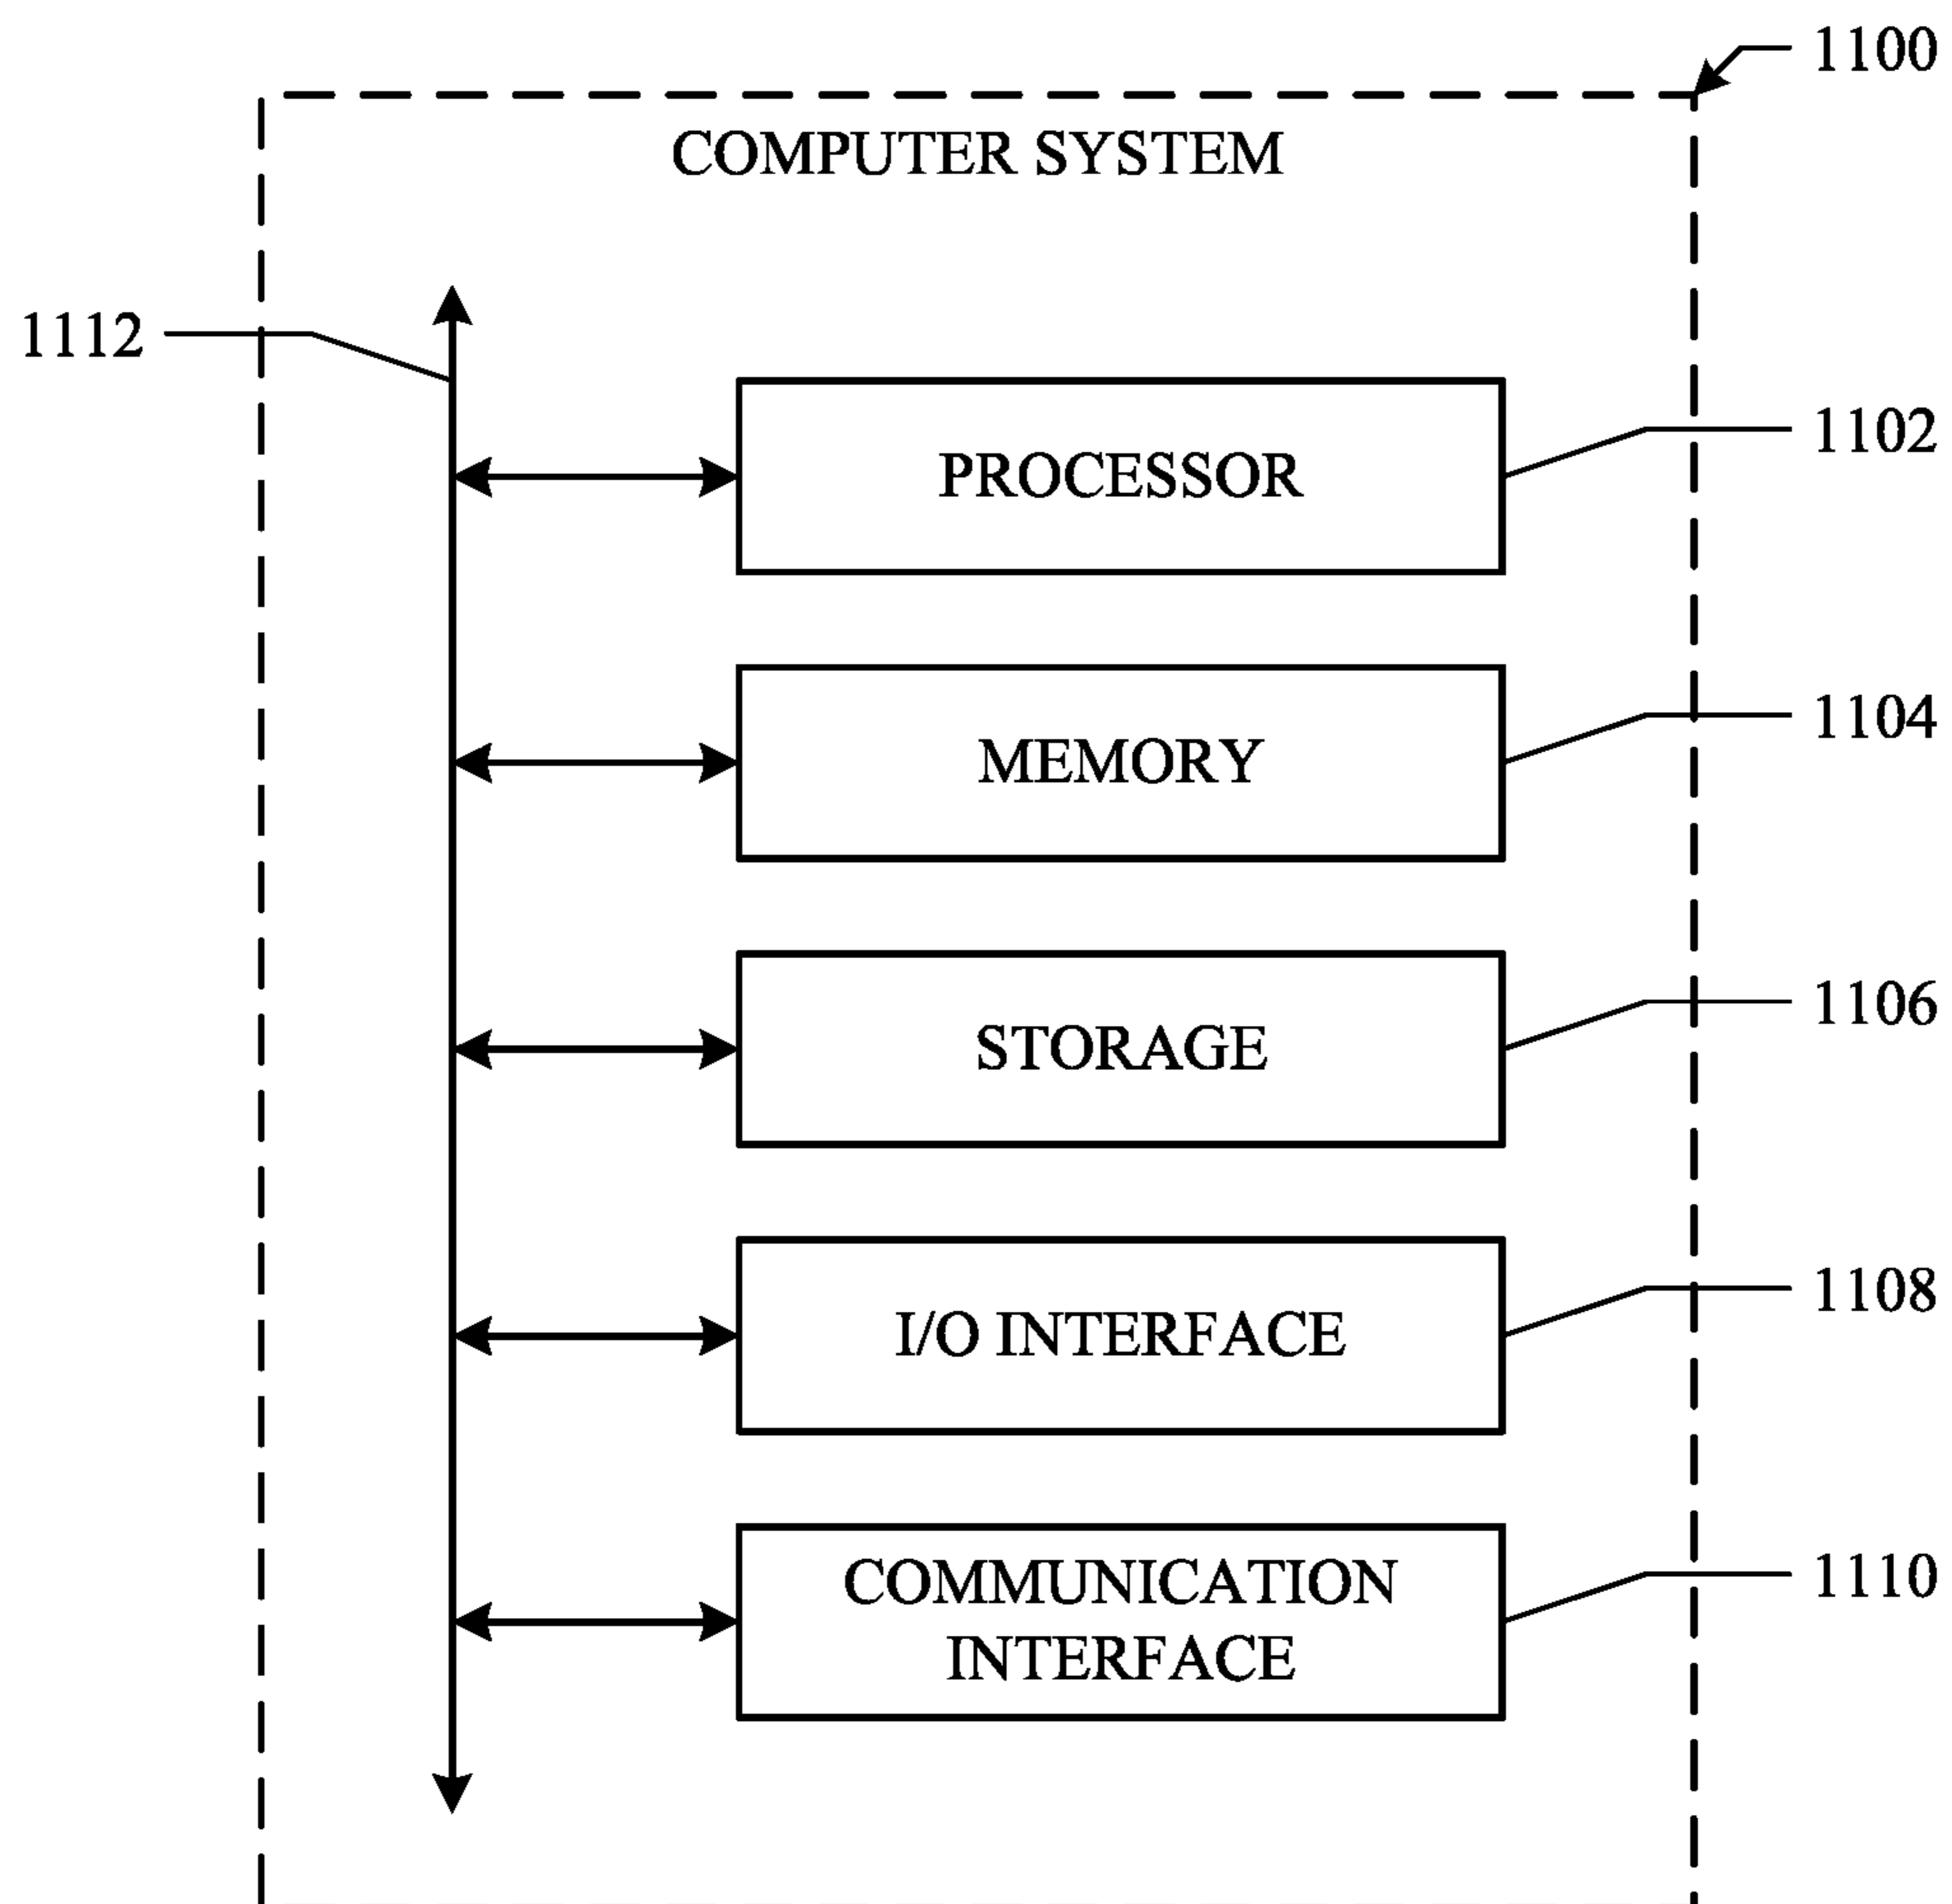 1100
COMPUTER SYSTEM
1112
1102
PROCESSOR
1104
MEMORY
1106
STORAGE
1108
I/O INTERFACE
1110
COMMUNICATION
INTERFACE